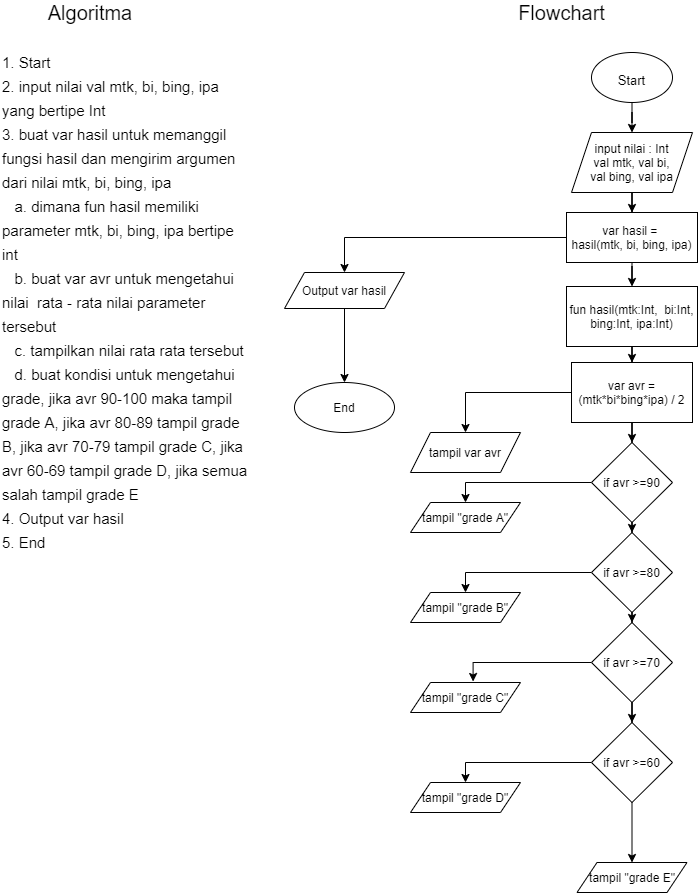 Algoritma
1. Start
2. input nilai val mtk, bi, bing, ipa
yang bertipe Int
3. buat var hasil untuk memanggil
fungsi hasil dan mengirim argumen
dari nilai mtk, bi, bing, ipa
a. dimana fun hasil memiliki
parameter mtk, bi, bing, ipa bertipe
int
b. buat var avr untuk mengetahui
nilai rata - rata nilai parameter
tersebut
c. tampilkan nilai rata rata tersebut
d. buat kondisi untuk mengetahui
grade, jika avr 90-100 maka tampil
grade A, jika avr 80-89 tampil grade
B, jika avr 70-79 tampil grade C, jika
avr 60-69 tampil grade D, jika semua
salah tampil grade E
4. Output var hasil
5. End
Flowchart
Start
input nilai : Int
val mtk, val bi,
val bing, val ipa
var hasil =
hasil(mtk, bi, bing, ipa)
Output var hasil
End
fun hasil(mtk:Int, bi:Int,
bing:Int, ipa:Int)
var avr =
(mtk*bi*bing*ipa) / 2
tampil var avr
if avr >=90
tampil "grade A"
if avr >=80
tampil "grade B"
if avr >=70
tampil "grade C"
if avr >=60
tampil "grade D"
tampil "grade E"